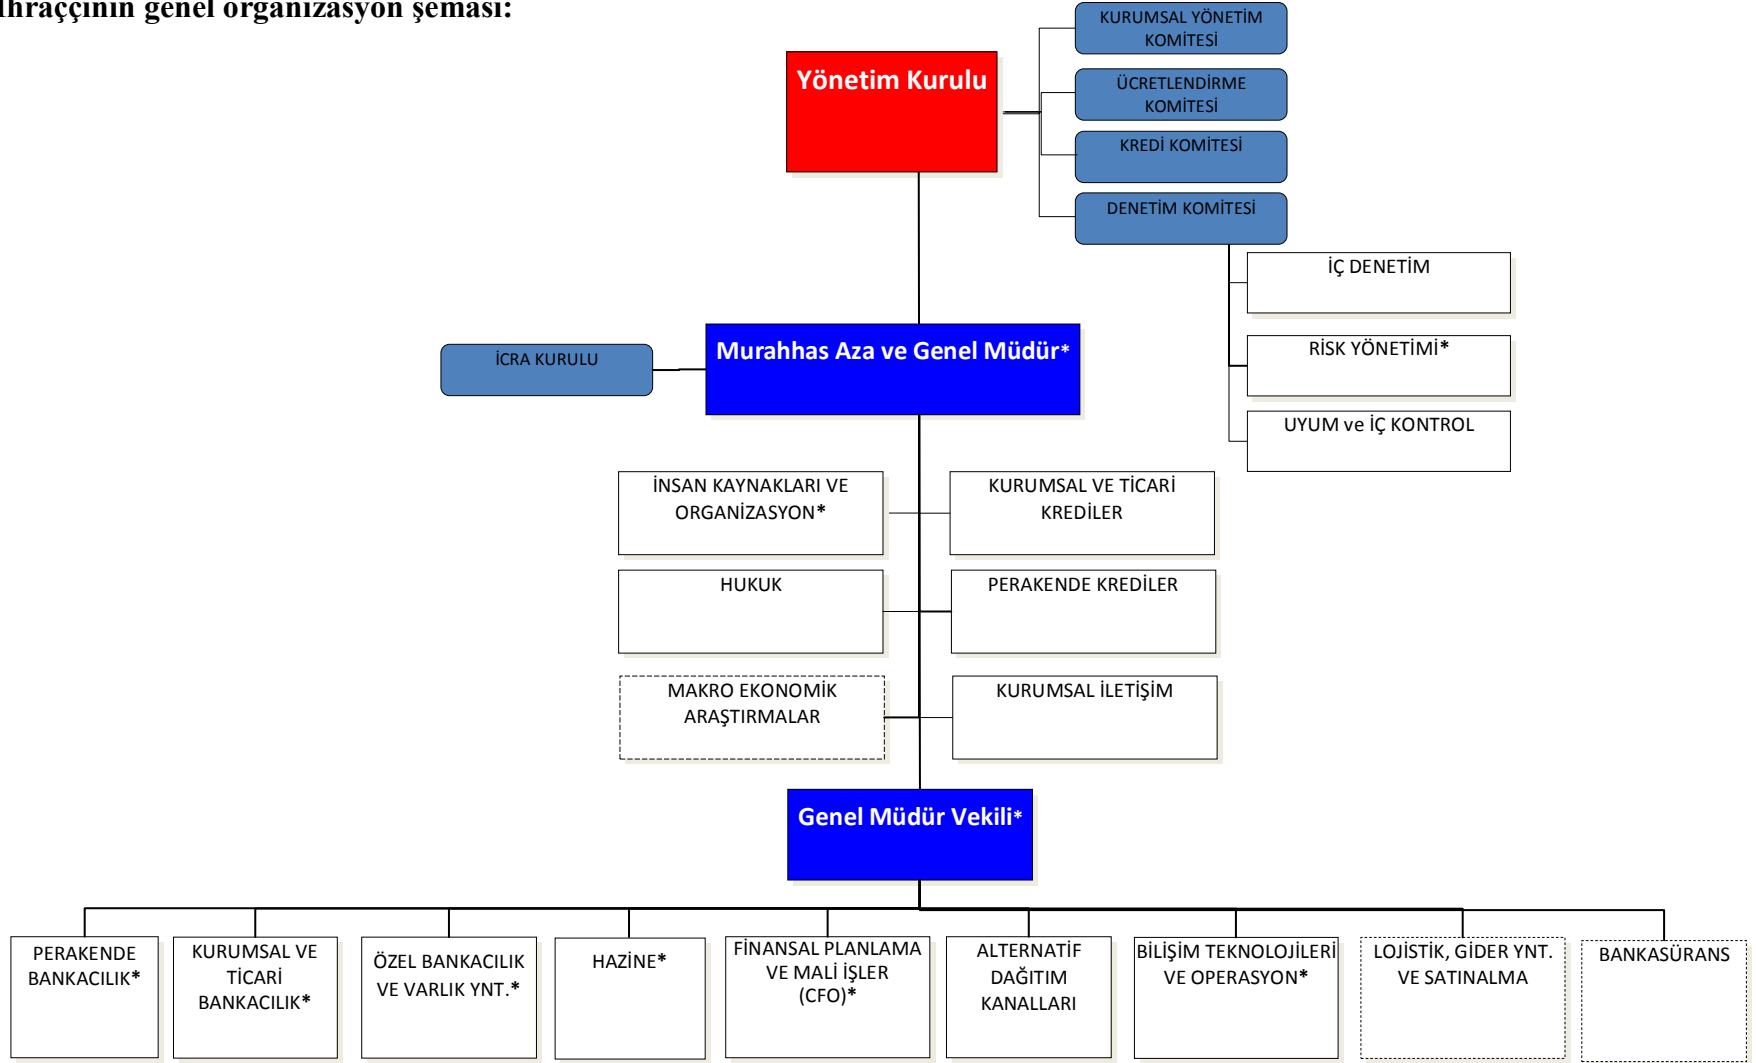 İhraççının genel organizasyon şeması:
KURUMSAL YÖNETİM
KOMİTESİ
Yönetim Kurulu
ÜCRETLENDİRME
KOMİTESİ
KREDİ KOMİTESİ
DENETİM KOMİTESİ
İÇ DENETİM
RİSK YÖNETİMİ*
UYUM ve İÇ KONTROL
İCRA KURULU
Murahhas Aza ve Genel Müdür*
İNSAN KAYNAKLARI VE
ORGANİZASYON*
KURUMSAL VE TİCARİ
KREDİLER
HUKUK
PERAKENDE KREDİLER
MAKRO EKONOMİK
ARAŞTIRMALAR
KURUMSAL İLETİŞİM
Genel Müdür Vekili*
PERAKENDE
BANKACILIK*
KURUMSAL VE
TİCARİ
BANKACILIK*
ÖZEL BANKACILIK
VE VARLIK YNT.*
HAZİNE*
FİNANSAL PLANLAMA
VE MALİ İŞLER
(CFO)*
ALTERNATİF
DAĞITIM
KANALLARI
BİLİŞİM TEKNOLOJİLERİ
VE OPERASYON*
LOJİSTİK, GİDER YNT.
VE SATINALMA
BANKASÜRANS